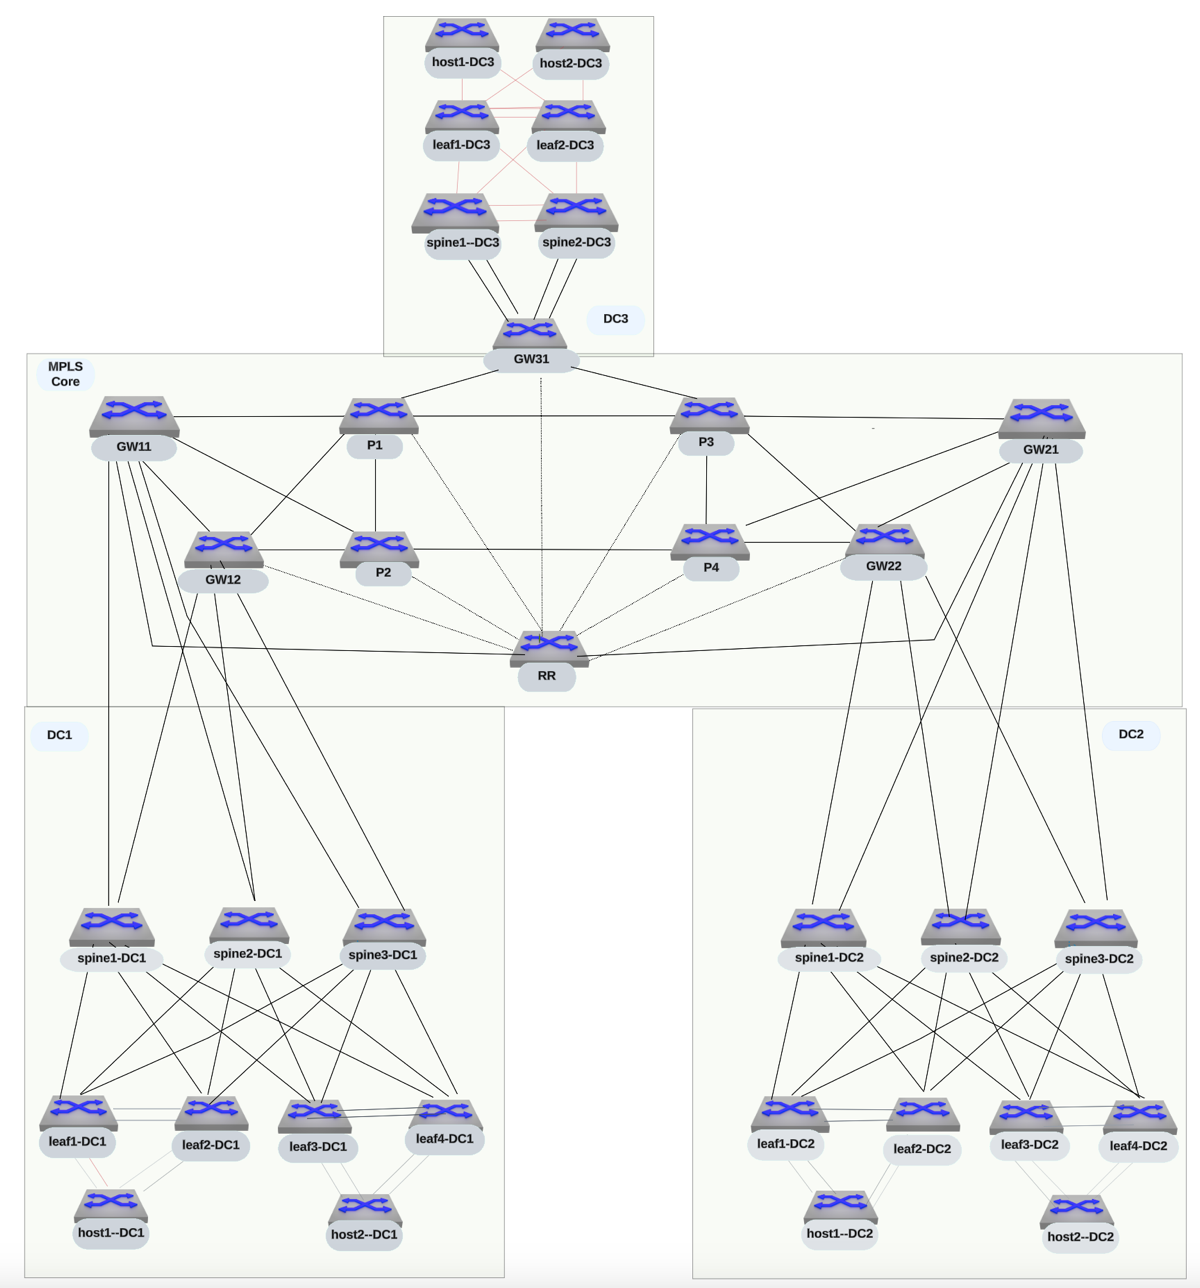 host1-DC3
host2-DC3
leaf1-DC3
leaf2-DC3
spine1--DC3
spine2-DC3
DC3
GW31
MPLS
Core
GW11
P1
P3
GW21
GW12
P2
P4
GW22
RR
DC1
DC2
spine1-DC1
spine2-DC1
spine3-DC1
spine1-DC2
spine2-DC2
spine3-DC2
leaf1-DC1
leaf2-DC1
leaf3-DC1
leaf4-DC1
leaf1-DC2
leaf2-DC2
leaf3-DC2
leaf4-DC2
host1--DC1
host2--DC1
host1--DC2
host2--DC2